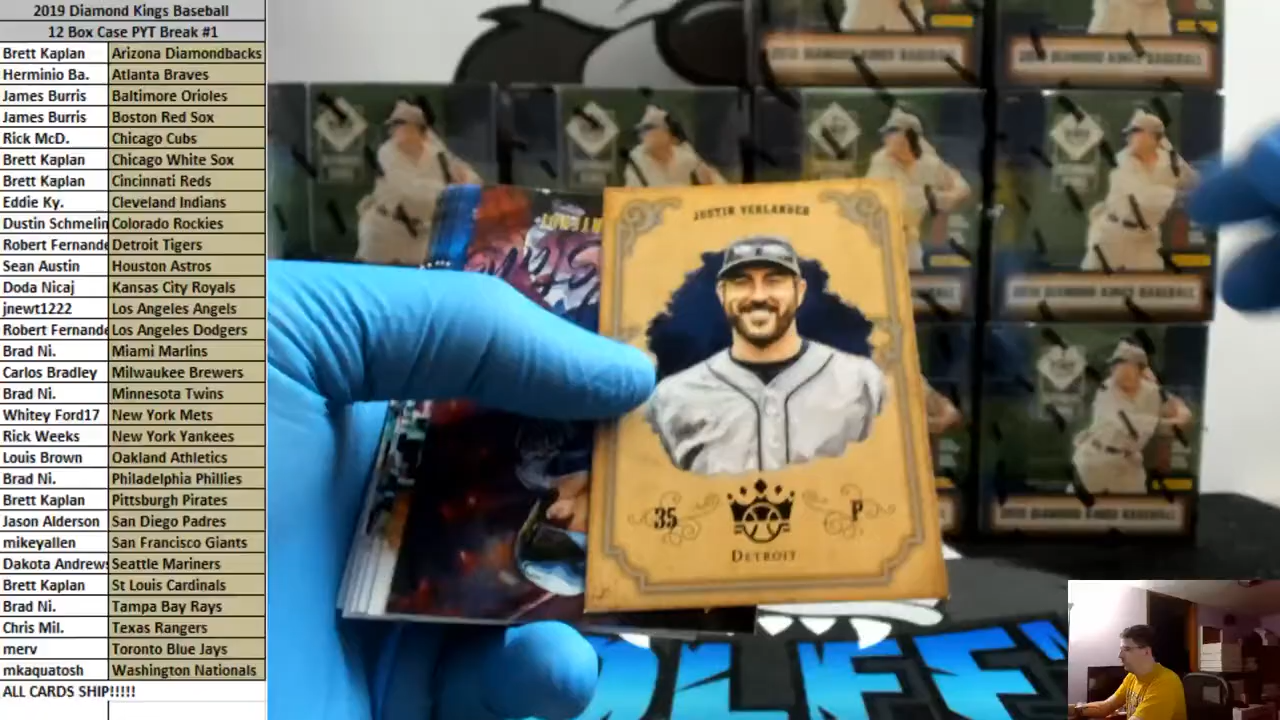 2019 Diamond Kings Baseball
12 Box Case PYT Break #1
Brett Kaplan Arizona Diamondbacks
Herminio Ba. Atlanta Braves
James Burris Baltimore Orioles
James Burris Boston Red Sox
Rick McD. Chicago Cubs
Brett Kaplan Chicago White Sox
Brett Kaplan Cincinnati Reds
Eddie Ky. Cleveland Indians
Dustin Schmelin Colorado Rockies
Robert Fernande Detroit Tigers
Sean Austin Houston Astros
Doda Nicaj Kansas City Royals
jnewt1222 Los Angeles Angels
Robert Fernande Los Angeles Dodgers
Brad Ni. Miami Marlins
Carlos Bradley Milwaukee Brewers
Brad Ni. Minnesota Twins
Whitey Ford17 New York Mets
Rick Weeks New York Yankees
Louis Brown Oakland Athletics
Brad Ni. Philadelphia Phillies
Brett Kaplan Pittsburgh Pirates
Jason Alderson San Diego Padres
mikeyallen San Francisco Giants
Dakota Andrews Seattle Mariners
Brett Kaplan St Louis Cardinals
Brad Ni. Tampa Bay Rays
Chris Mil. Texas Rangers
merv Toronto Blue Jays
mkaquatosh Washington Nationals
ALL CARDS SHIP!!!!!
JUSTIN VERLANDER
35 P
DETROIT